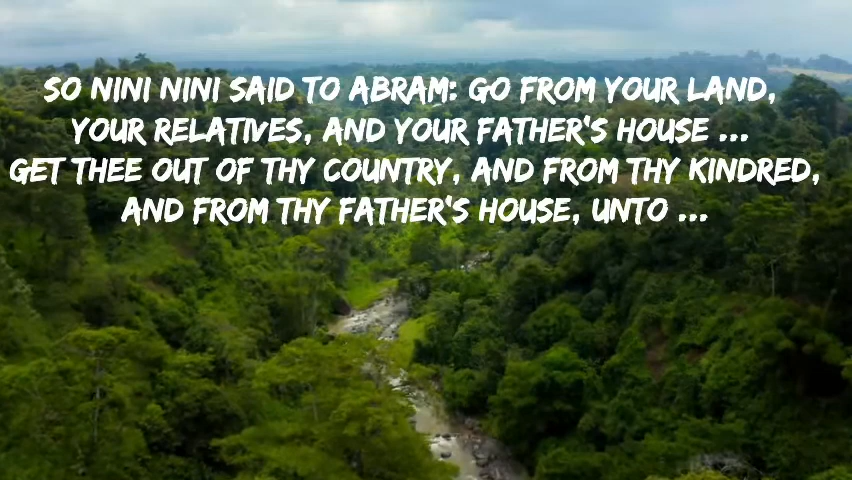 SO NINI NINI SAID TO ABRAM: GO FROM YOUR LAND,
YOUR RELATIVES, AND YOUR FATHER'S HOUSE ...
GET THEE OUT OF THY COUNTRY, AND FROM THY KINDRED,
AND FROM THY FATHER'S HOUSE, UNTO ...